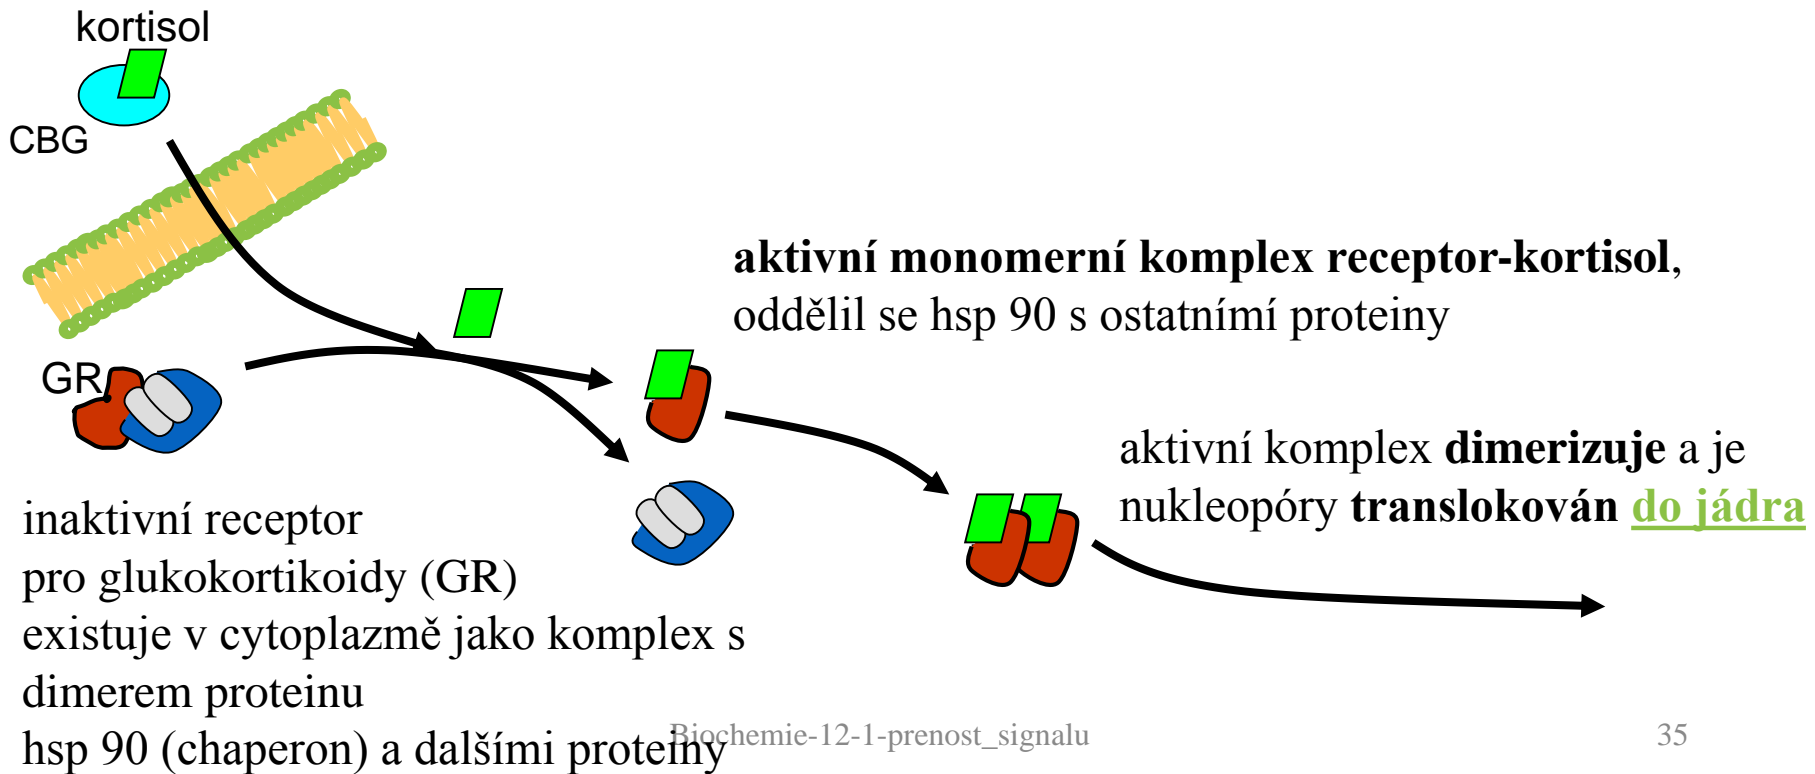 kortisol
CBG
aktivní monomerní komplex receptor-kortisol,
oddělil se hsp 90 s ostatnímí proteiny
GR
aktivní komplex dimerizuje a je
nukleopóry translokován do jádra
inaktivní receptor
pro glukokortikoidy (GR)
existuje v cytoplazmě jako komplex s
dimerem proteinu
hsp 90 (chaperon) a dalšími proteiny
Biochemie-12-1-prenost_signalu
35